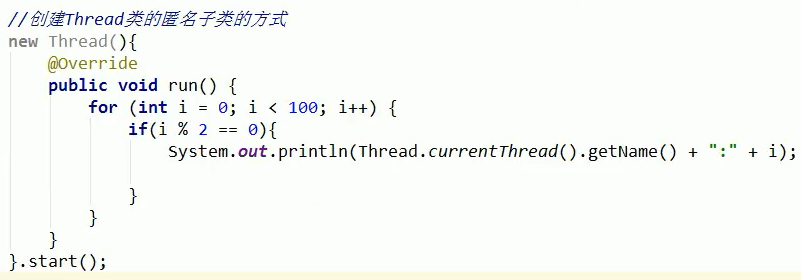 //创建Thread类的匿名子类的方式
new Thread(){
    @Override
    public void run() {
        for (int i = 0; i < 100; i++) {
            if(i % 2 == 0){
                System.out.println(Thread.currentThread().getName() + ":" + i);

            }
        }
    }
}.start();